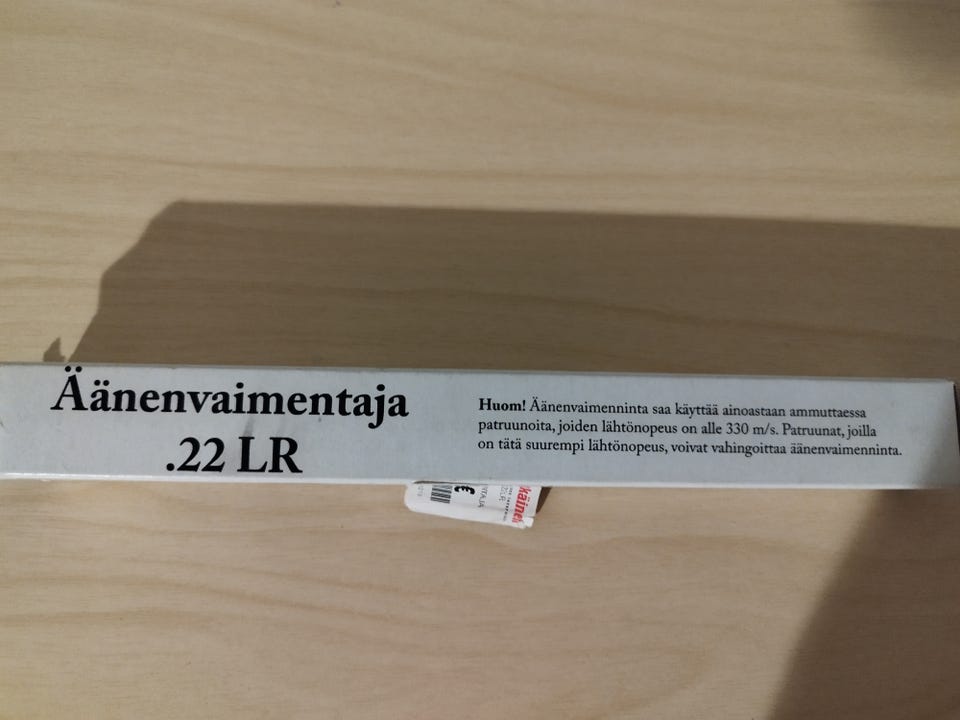 Äänenvaimentaja
.22 LR
Huom! Äänenvaimenninta saa käyttää ainoastaan ammuttaessa
patruunoita, joiden lähtönopeus on alle 330 m/s. Patruunat, joilla
on tätä suurempi lähtönopeus, voivat vahingoittaa äänenvaimenninta.
€